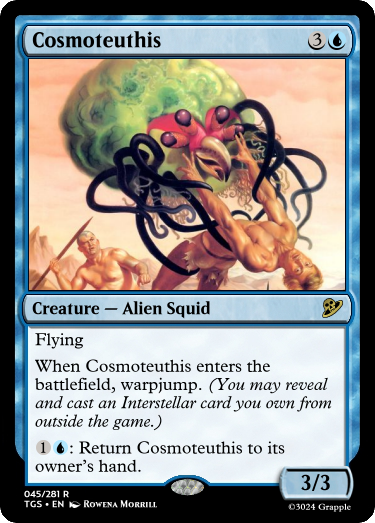 Cosmoteuthis 3
Creature — Alien Squid
Flying
When Cosmoteuthis enters the
battlefield, warpjump. (You may reveal
and cast an Interstellar card you own from
outside the game.)
1 : Return Cosmoteuthis to its
owner's hand.
3/3
045/281 R
TGS • EN Rowena Morrill
©3024 Grapple